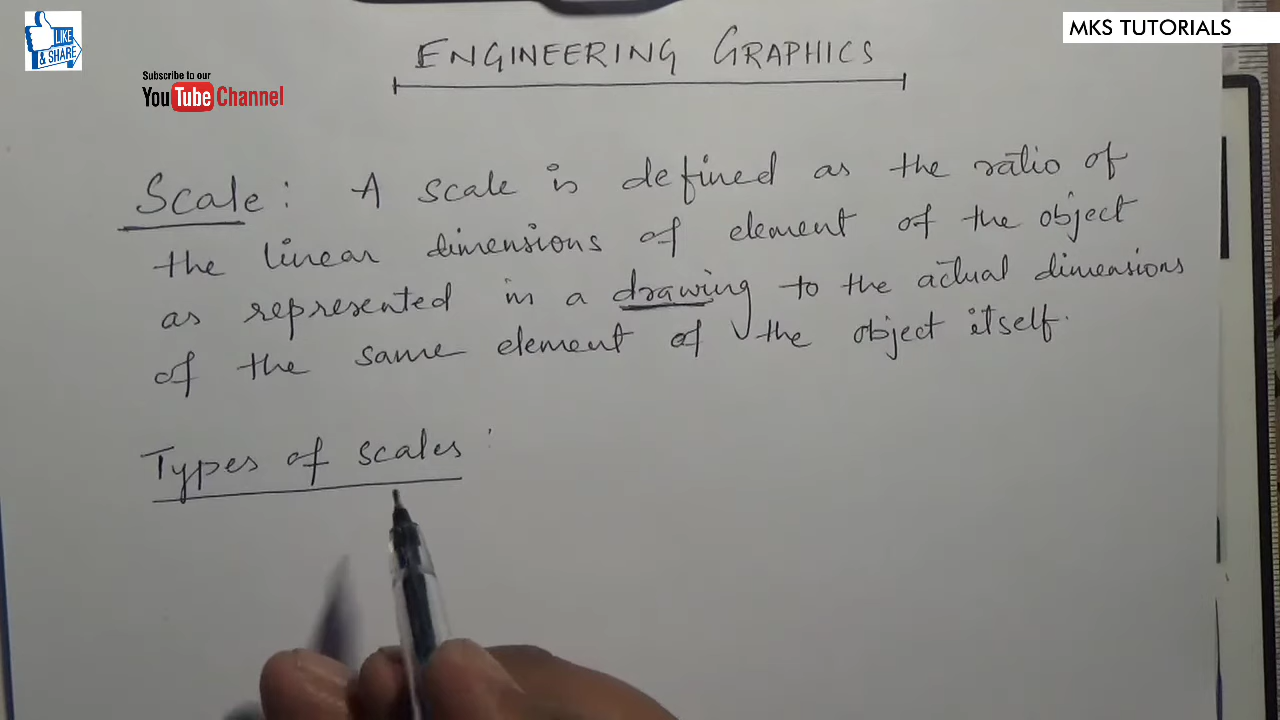 LIKE
& SHARE
MKS TUTORIALS
Subscribe to our
YouTube Channel
ENGINEERING GRAPHICS
Scale: A scale is defined as the ratio of
the linear dimensions of element of the object
as represented in a drawing to the actual dimensions
of the same element of the object itself.
Types of scales: